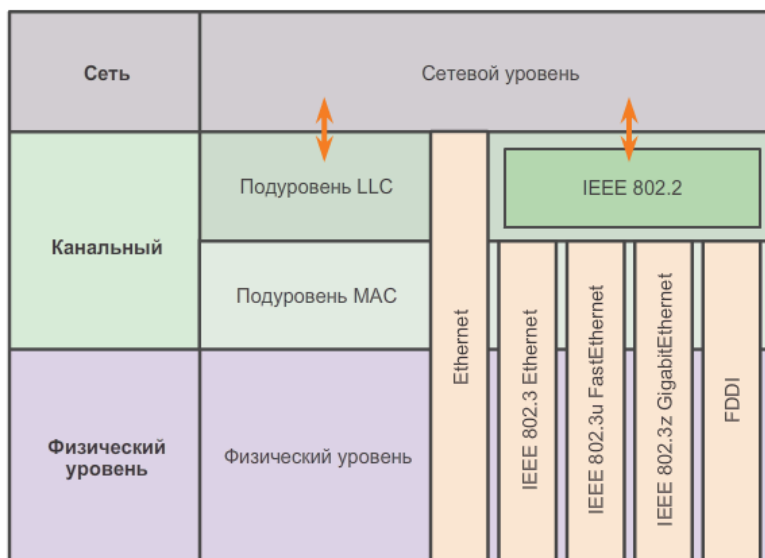 Сеть
Сетевой уровень
Канальный
Подуровень LLC
IEEE 802.2
Подуровень MAC
Ethernet
IEEE 802.3 Ethernet
IEEE 802.3u FastEthernet
IEEE 802.3z GigabitEthernet
FDDI
Физический
уровень
Физический уровень